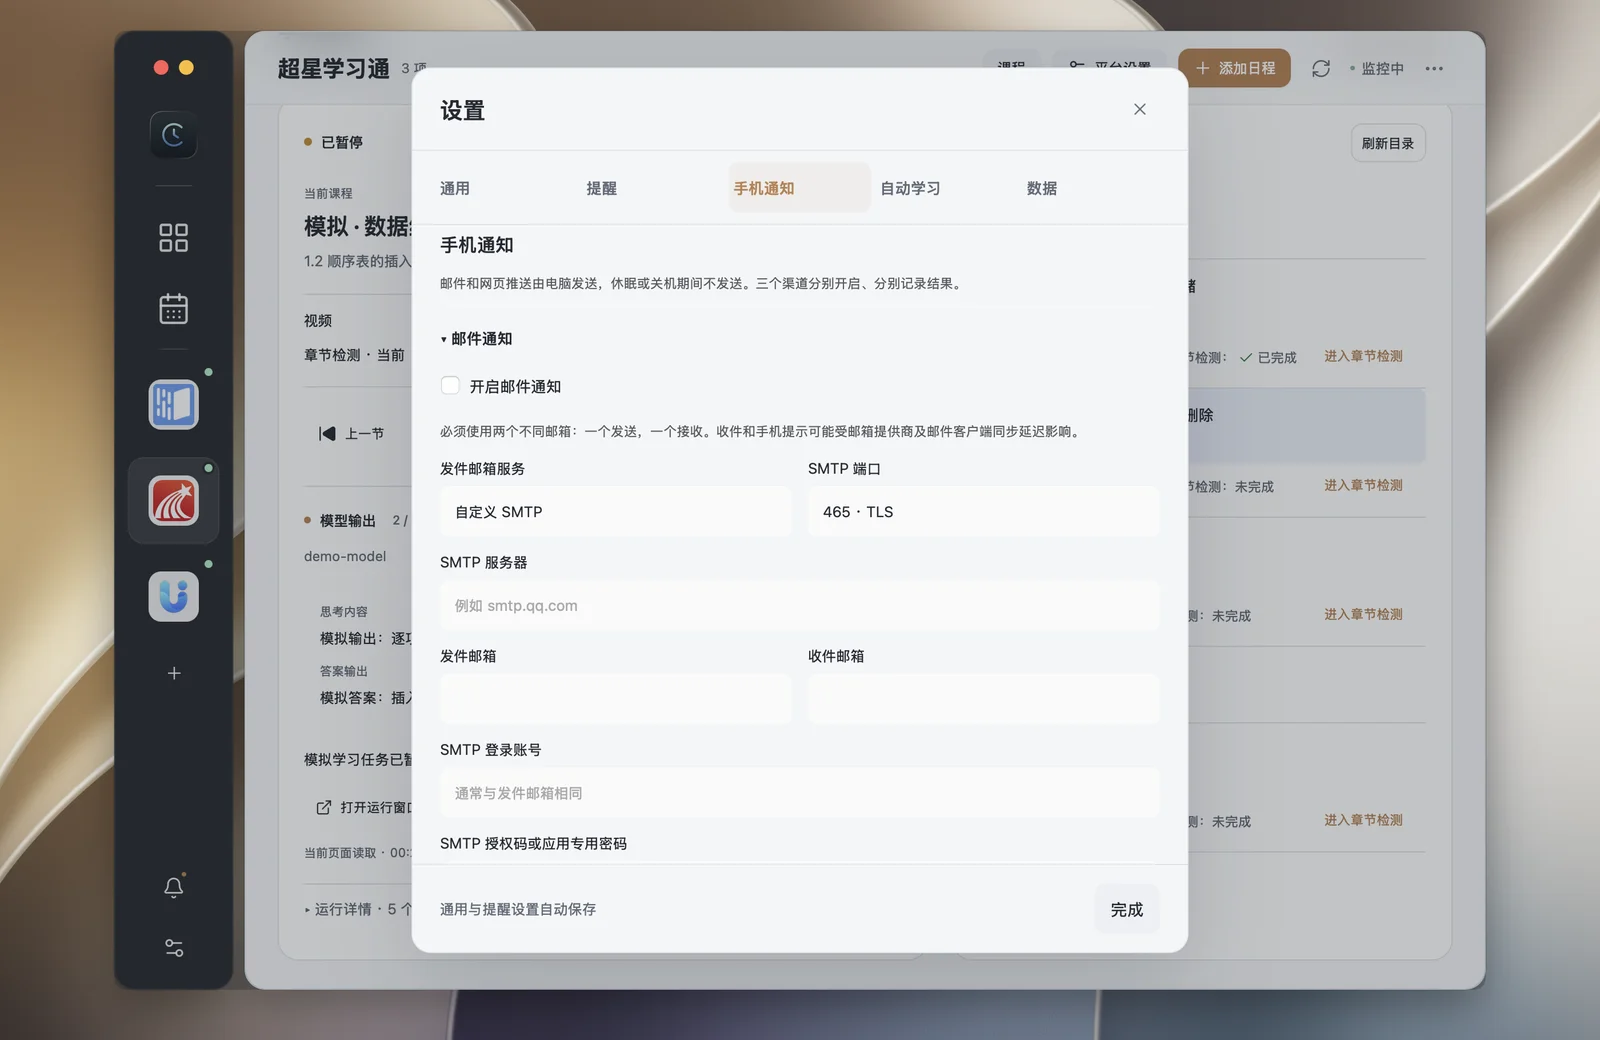 超星学习通 3 项
课程
平台设置
添加日程
监控中
设置
通用
提醒
手机通知
自动学习
数据
手机通知
邮件和网页推送由电脑发送，休眠或关机期间不发送。三个渠道分别开启、分别记录结果。
邮件通知
开启邮件通知
必须使用两个不同邮箱：一个发送，一个接收。收件和手机提示可能受邮箱提供商及邮件客户端同步延迟影响。
发件邮箱服务
SMTP 端口
自定义 SMTP
465 · TLS
SMTP 服务器
例如 smtp.qq.com
发件邮箱
收件邮箱
SMTP 登录账号
通常与发件邮箱相同
SMTP 授权码或应用专用密码
通用与提醒设置自动保存
完成
已暂停
当前课程
模拟 · 数据
1.2 顺序表的插入
视频
章节检测 · 当前
上一节
模型输出 2 /
demo-model
思考内容
模拟输出：逐
答案输出
模拟答案：插
模拟学习任务已
打开运行窗
当前页面读取 · 00:
运行详情 · 5 个
刷新目录
节检测： 已完成
进入章节检测
删除
节检测：未完成
进入章节检测
测：未完成
进入章节检测
测：未完成
进入章节检测